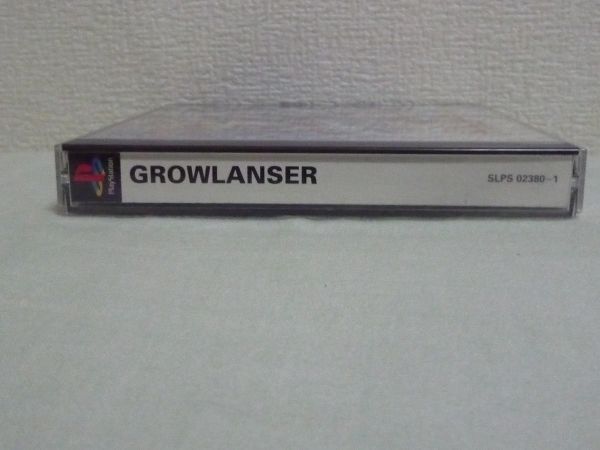 PlayStation
GROWLANSER
SLPS 02380-1